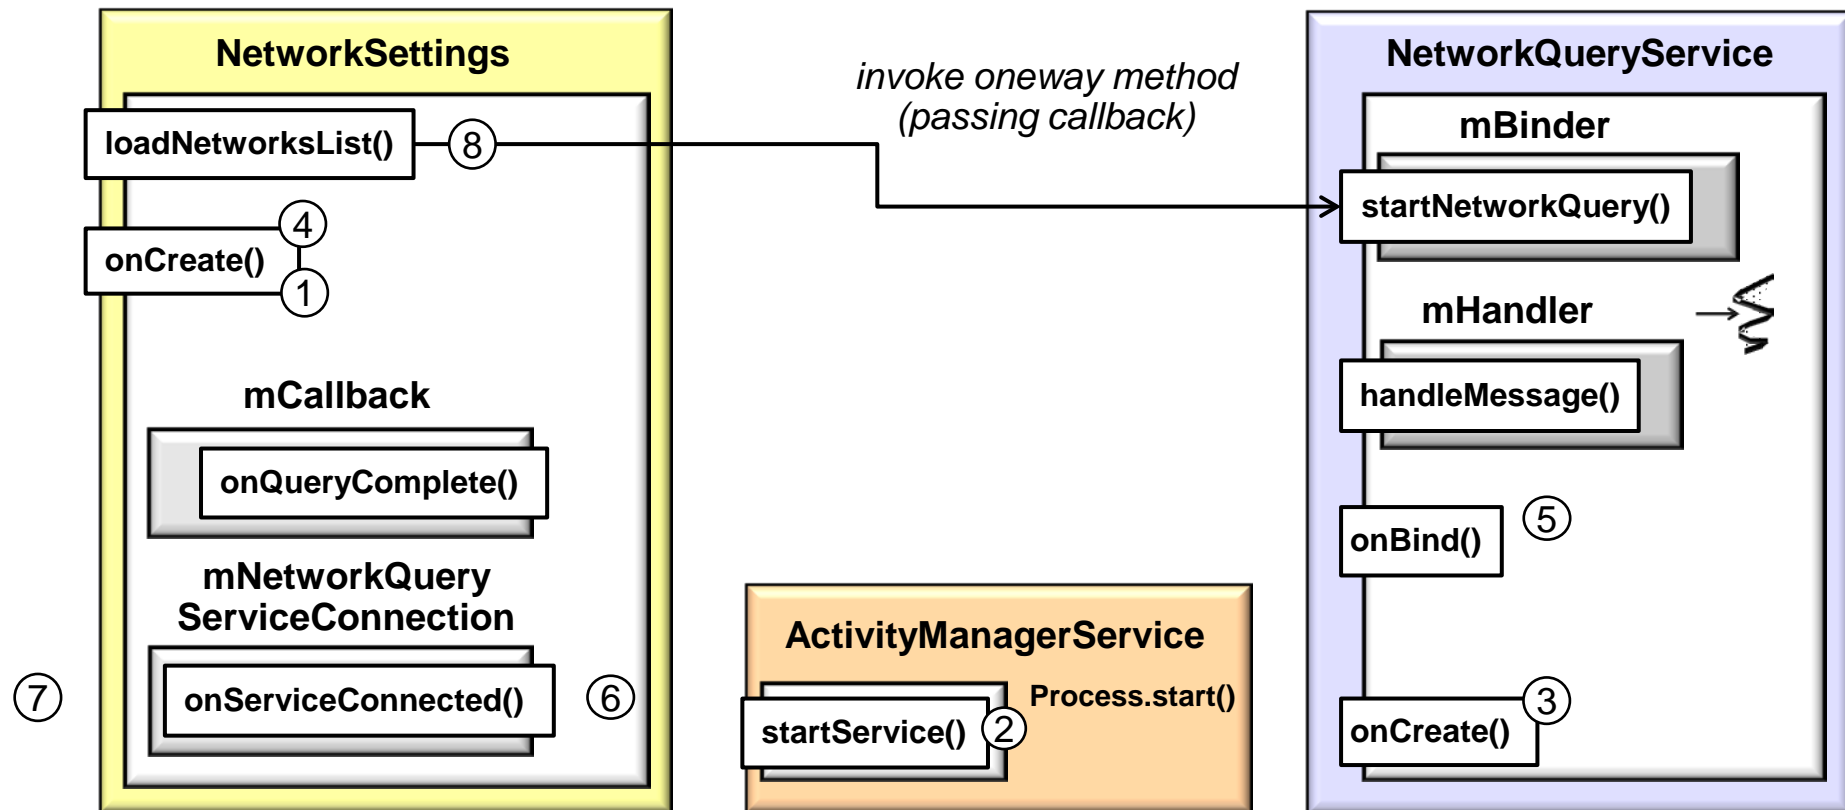 NetworkSettings
loadNetworksList()
8
4
onCreate()
1
mCallback
onQueryComplete()
mNetworkQuery
ServiceConnection
7
onServiceConnected()
6
invoke oneway method
(passing callback)
ActivityManagerService
Process.start()
startService()
2
NetworkQueryService
mBinder
startNetworkQuery()
mHandler
handleMessage()
onBind()
5
onCreate()
3